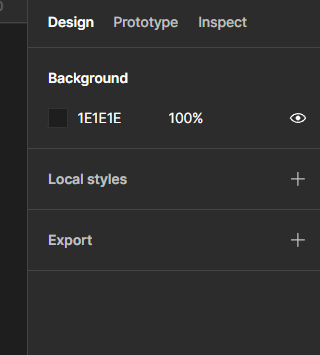 Design Prototype Inspect
Background
1E1E1E 100%
Local styles
Export